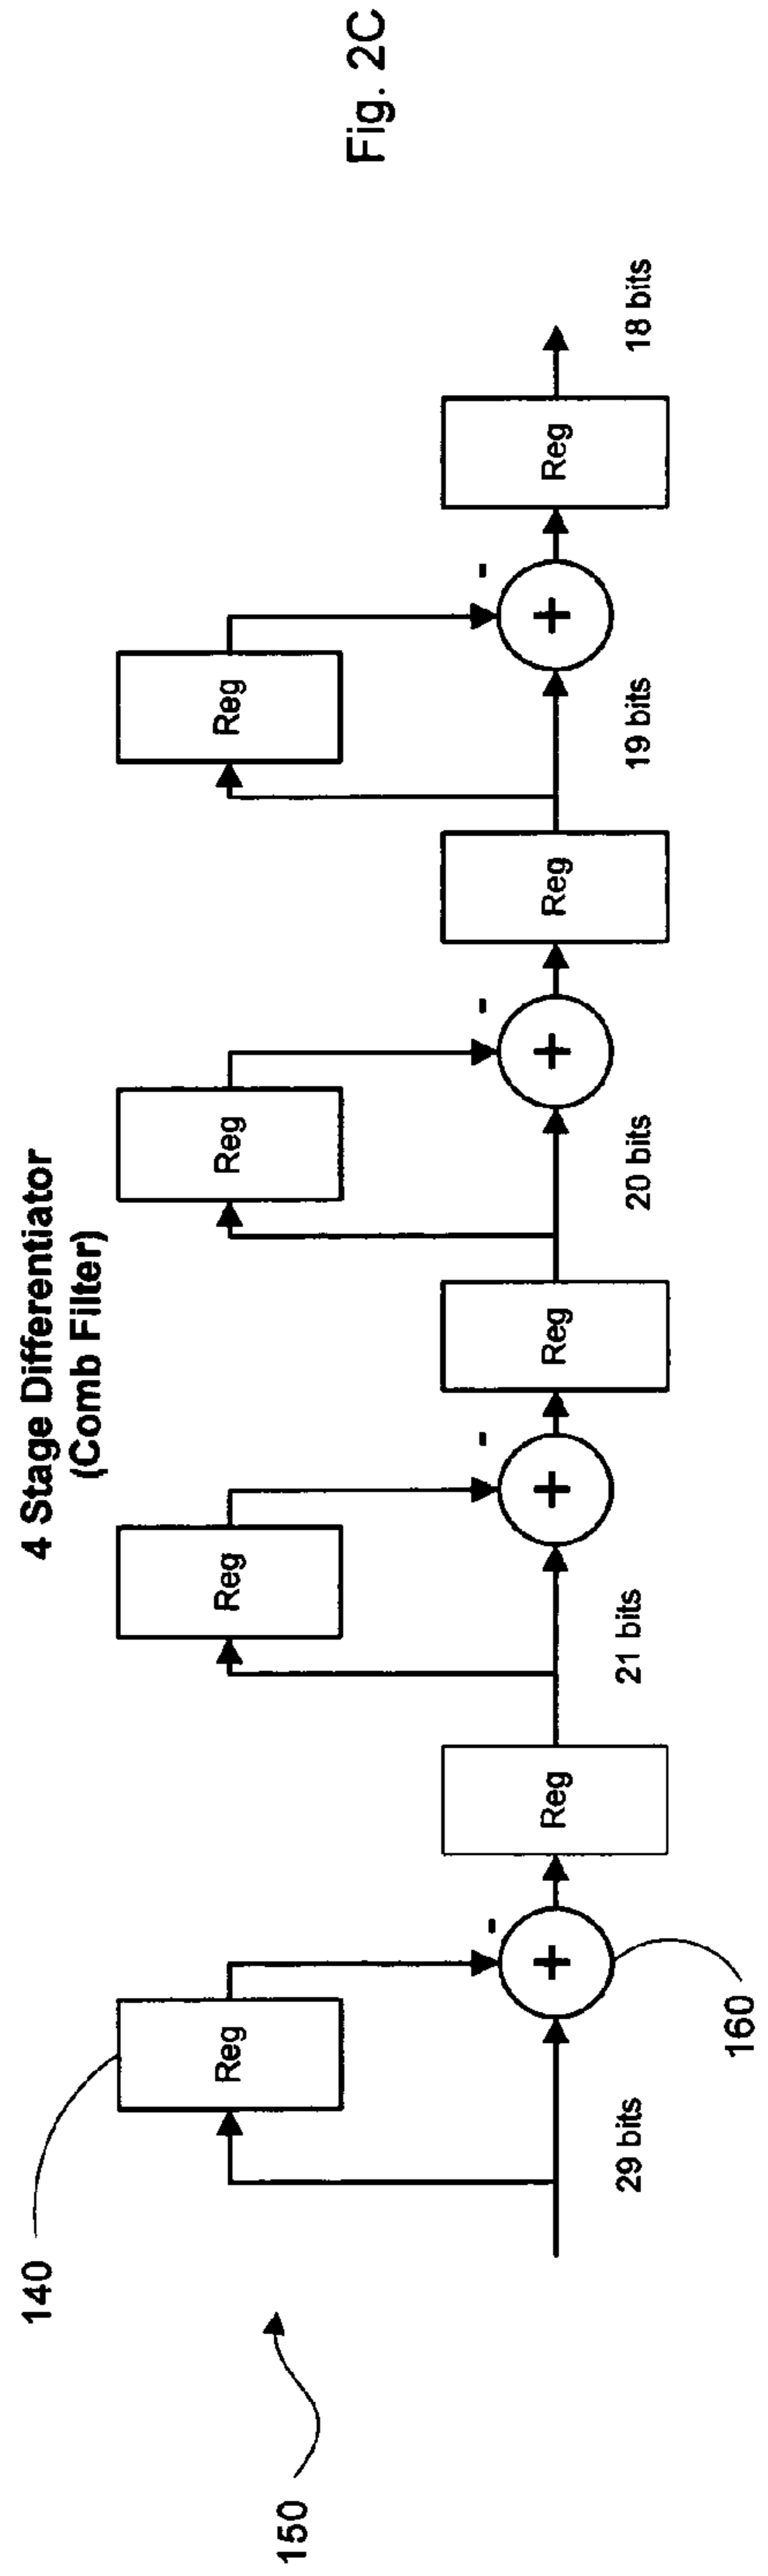 4 Stage Differentiator
(Comb Filter)
150
140
Reg
Reg
Reg
Reg
-
-
-
-
+
Reg
+
Reg
+
Reg
+
Reg
29 bits
21 bits
20 bits
19 bits
18 bits
160
Fig. 2C